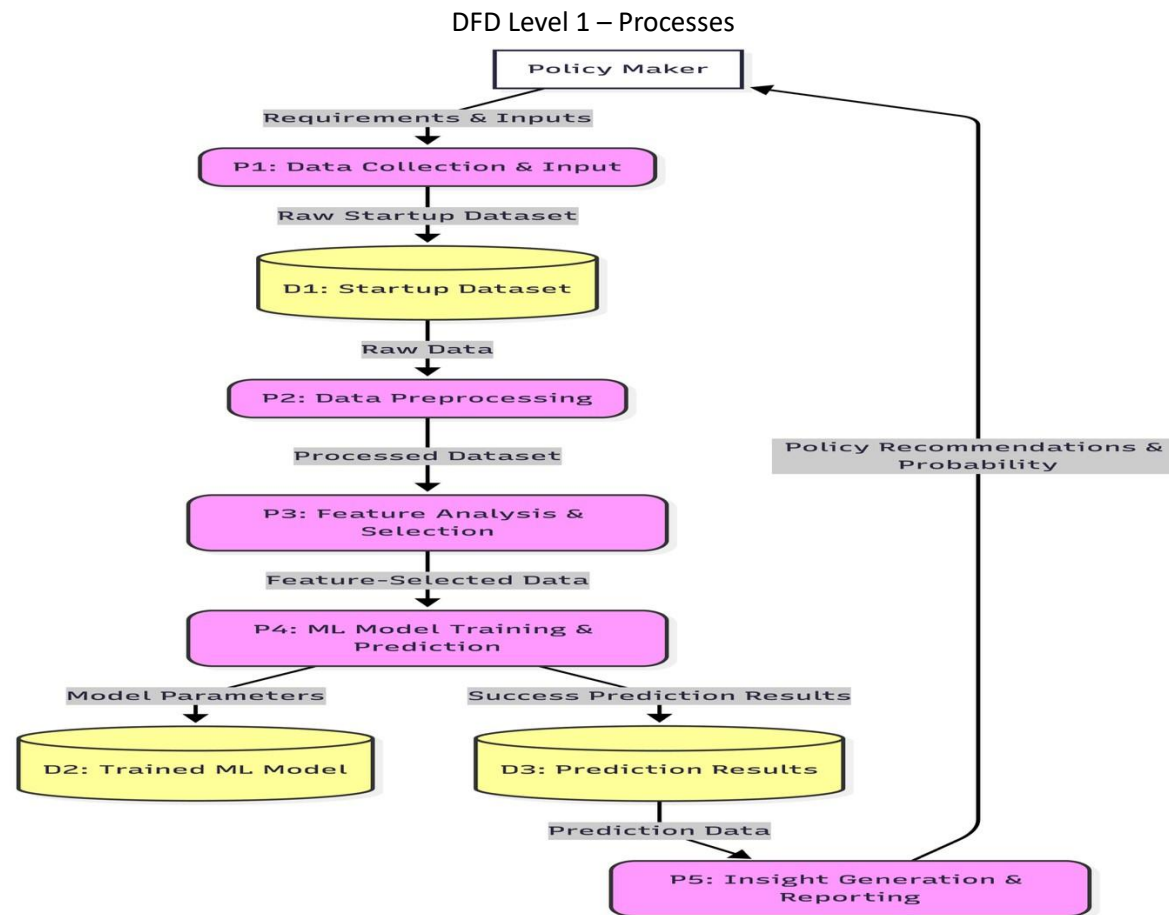 DFD Level 1 – Processes
Policy Maker
Requirements & Inputs
P1: Data Collection & Input
Raw Startup Dataset
D1: Startup Dataset
Raw Data
P2: Data Preprocessing
Processed Dataset
Policy Recommendations &
Probability
P3: Feature Analysis &
Selection
Feature-Selected Data
P4: ML Model Training &
Prediction
Model Parameters
Success Prediction Results
D2: Trained ML Model
D3: Prediction Results
Prediction Data
P5: Insight Generation &
Reporting